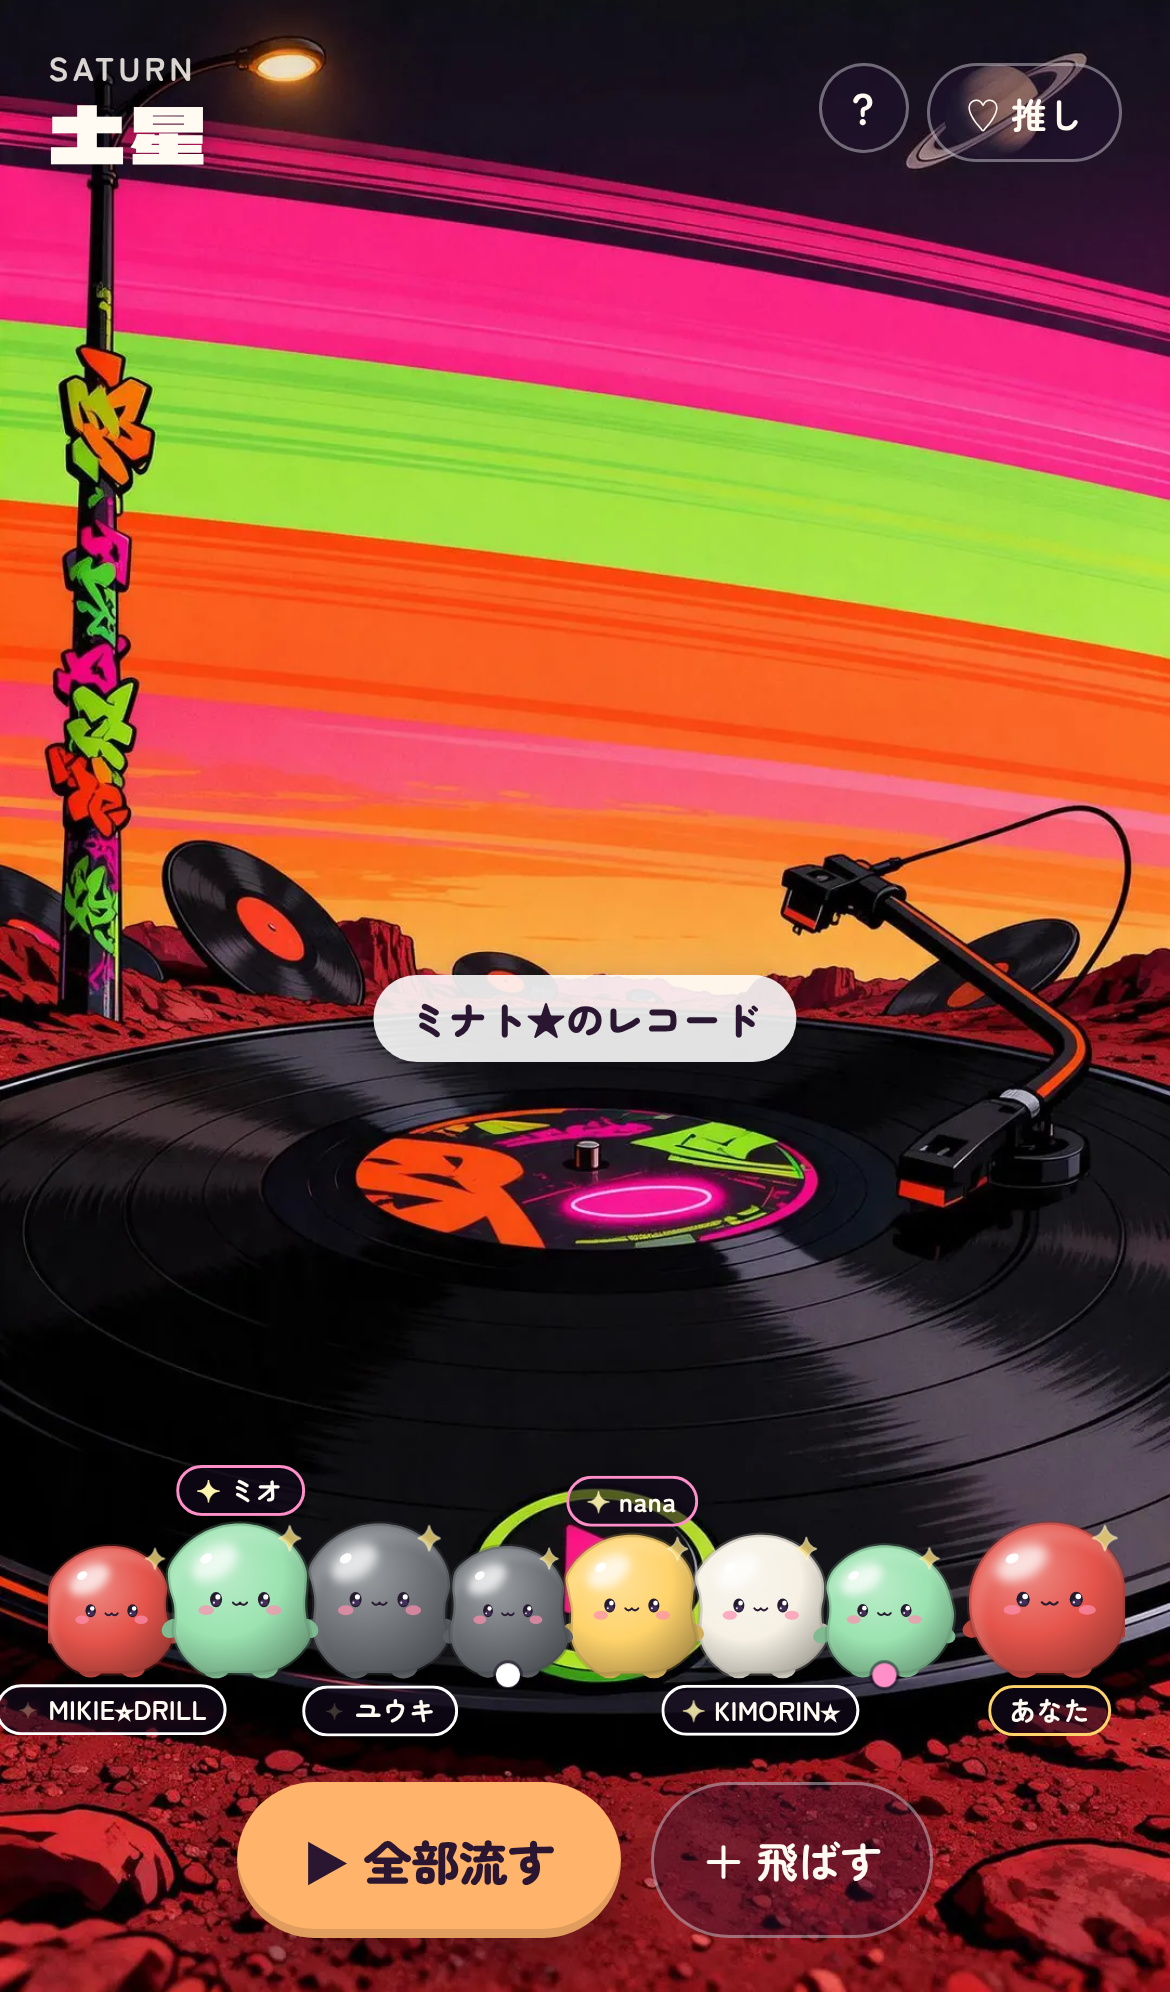 SATURN
土星
?
♡ 推し
ミナト★のレコード
ミオ
nana
MIKIE★DRILL
ユウキ
KIMORIN★
あなた
▶ 全部流す
+ 飛ばす